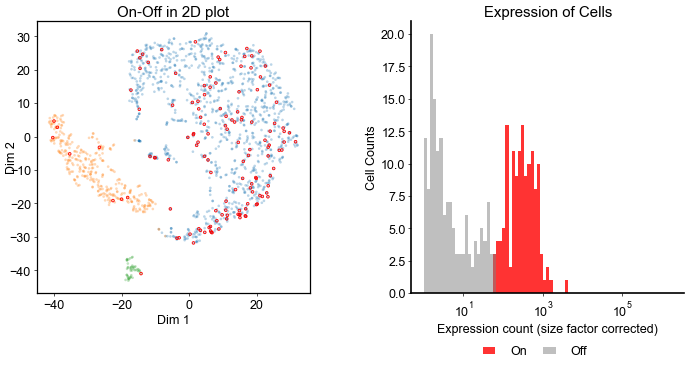 On-Off in 2D plot
30
20
10
0
−10
−20
−30
−40
Dim 2
−40 −20 0 20
Dim 1
Expression of Cells
20.0
17.5
15.0
12.5
10.0
7.5
5.0
2.5
0.0
Cell Counts
10¹ 10³ 10⁵
Expression count (size factor corrected)
On Off